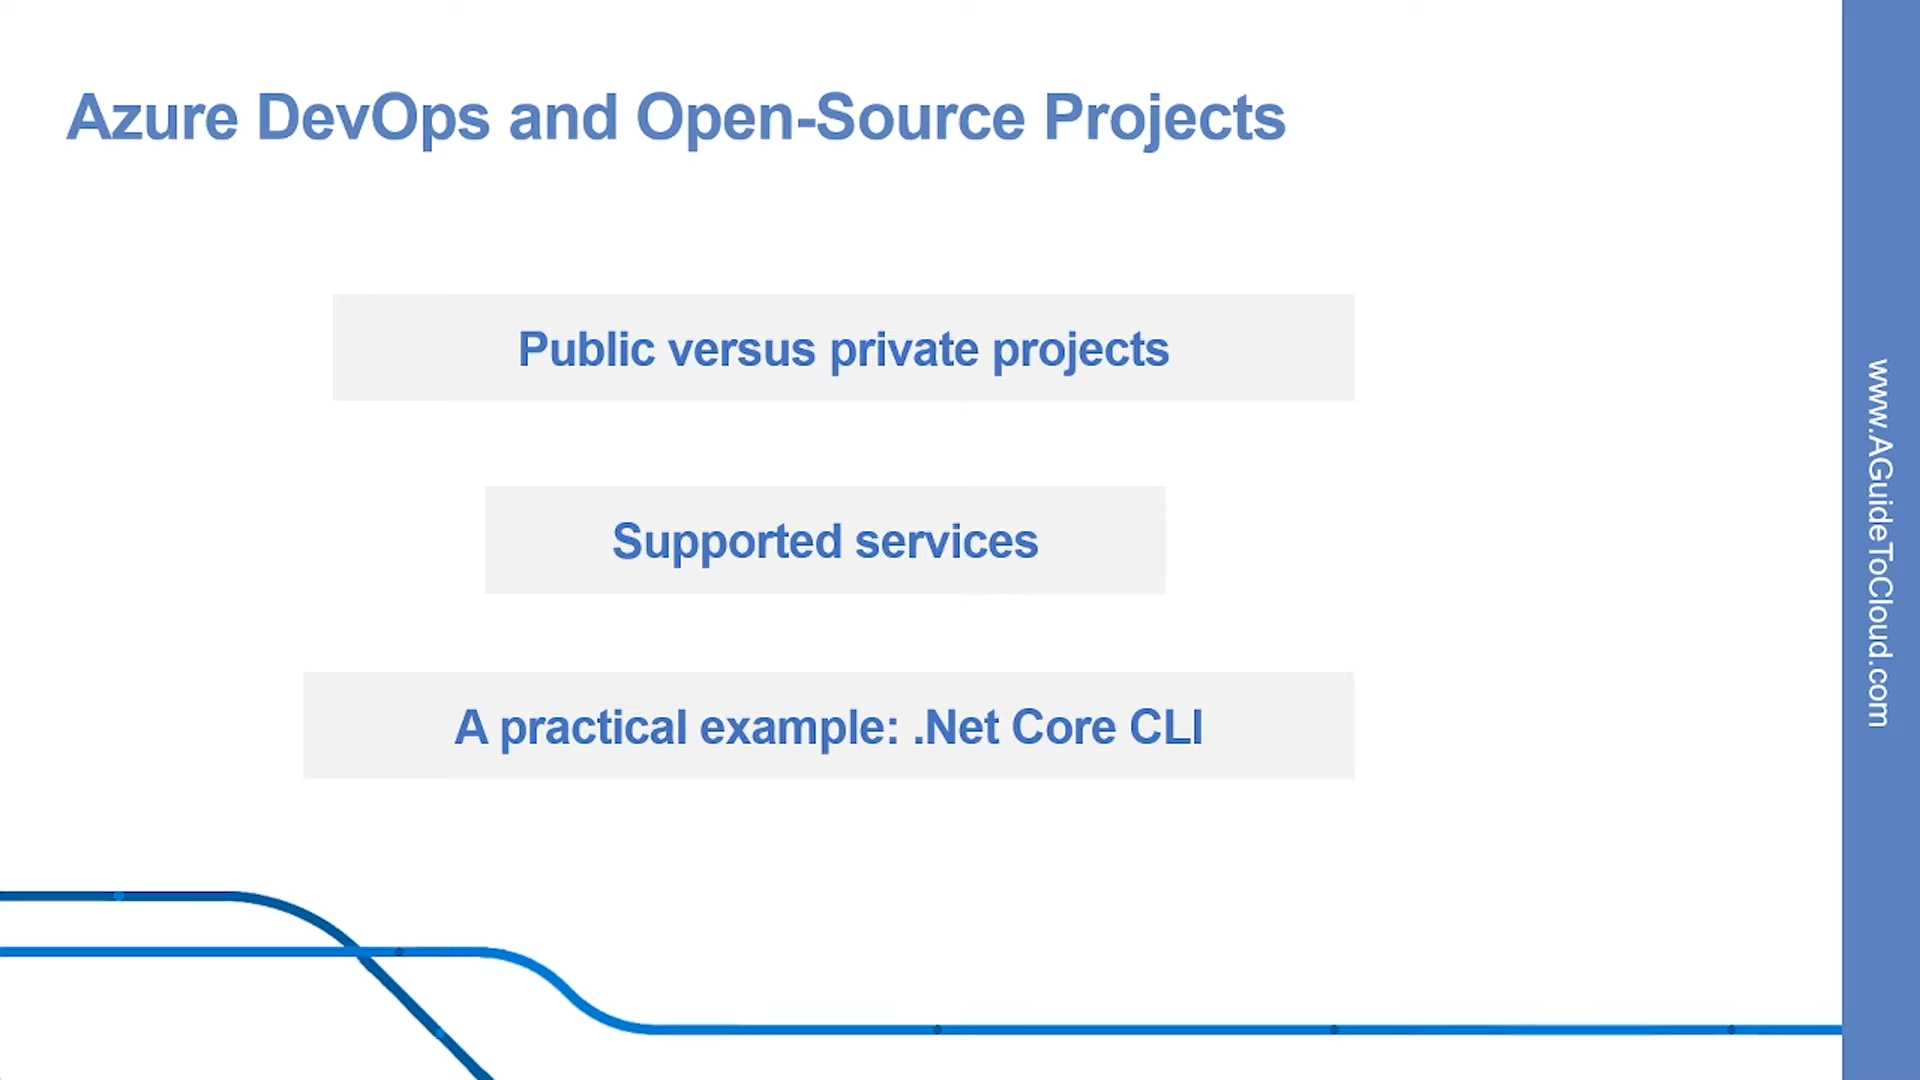 Azure DevOps and Open-Source Projects
Public versus private projects
Supported services
A practical example: .Net Core CLI
www.AGuideToCloud.com